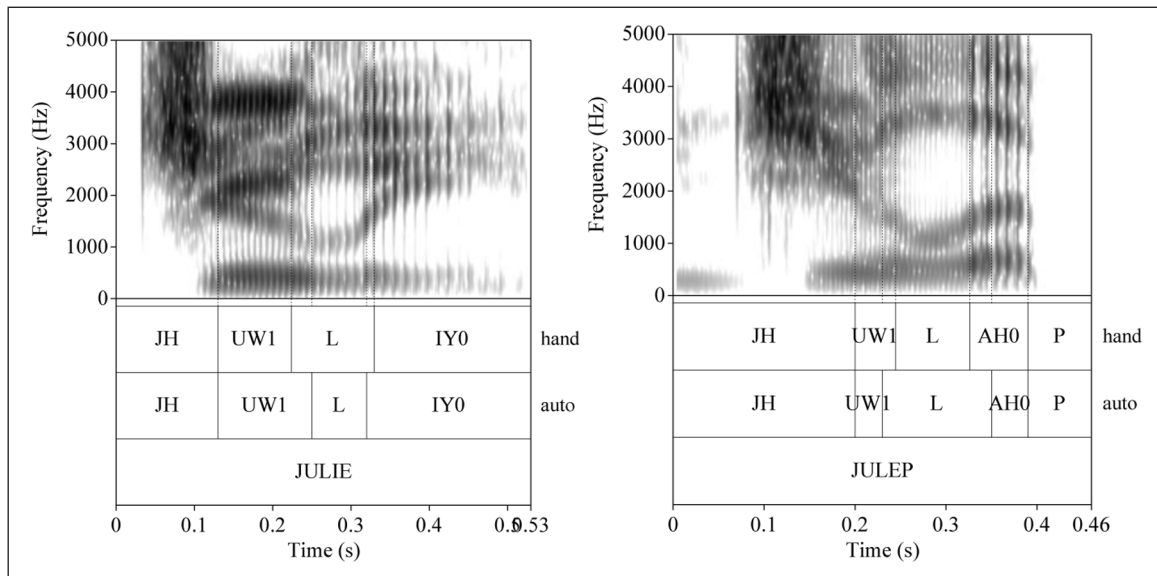 5000
4000
3000
2000
1000
0
Frequency (Hz)
JH UW1 L IY0 hand
JH UW1 L IY0 auto
JULIE
0 0.1 0.2 0.3 0.4 0.5 0.53
Time (s)
5000
4000
3000
2000
1000
0
Frequency (Hz)
JH UW1 L AH0 P hand
JH UW1 L AH0 P auto
JULEP
0 0.1 0.2 0.3 0.4 0.46
Time (s)